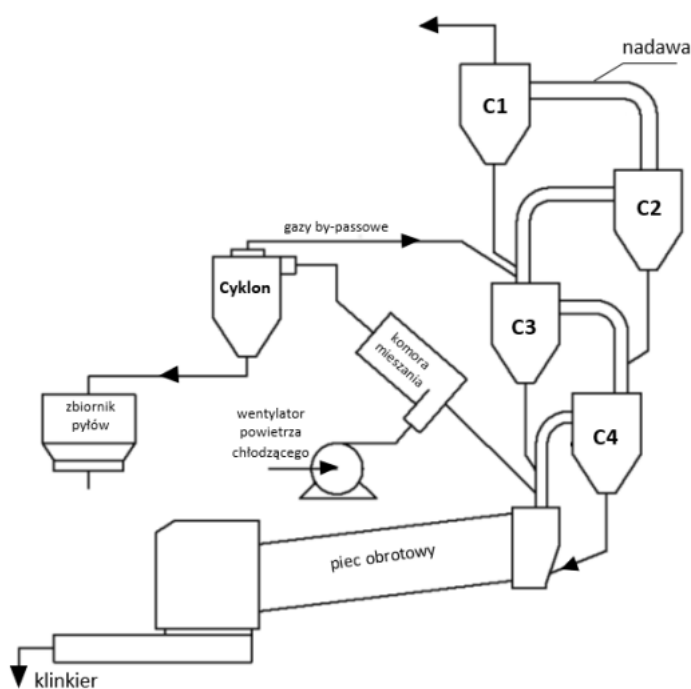 nadawa
C1
C2
gazy by-passowe
Cyklon
C3
komora
mieszania
zbiornik
pyłów
wentylator
powietrza
chłodzącego
C4
piec obrotowy
klinkier